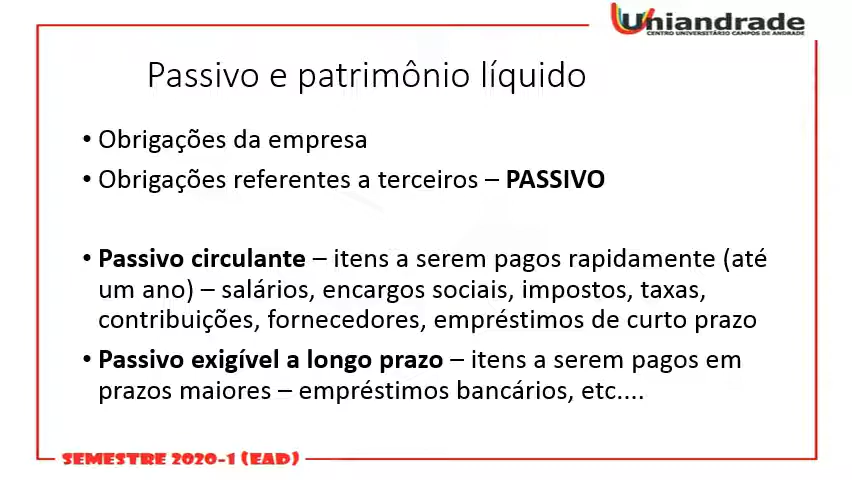 Uniandrade
CENTRO UNIVERSITÁRIO CAMPOS DE ANDRADE
Passivo e patrimônio líquido
• Obrigações da empresa
• Obrigações referentes a terceiros – PASSIVO
• Passivo circulante – itens a serem pagos rapidamente (até
um ano) – salários, encargos sociais, impostos, taxas,
contribuições, fornecedores, empréstimos de curto prazo
• Passivo exigível a longo prazo – itens a serem pagos em
prazos maiores – empréstimos bancários, etc....
SEMESTRE 2020-1 (EAD)